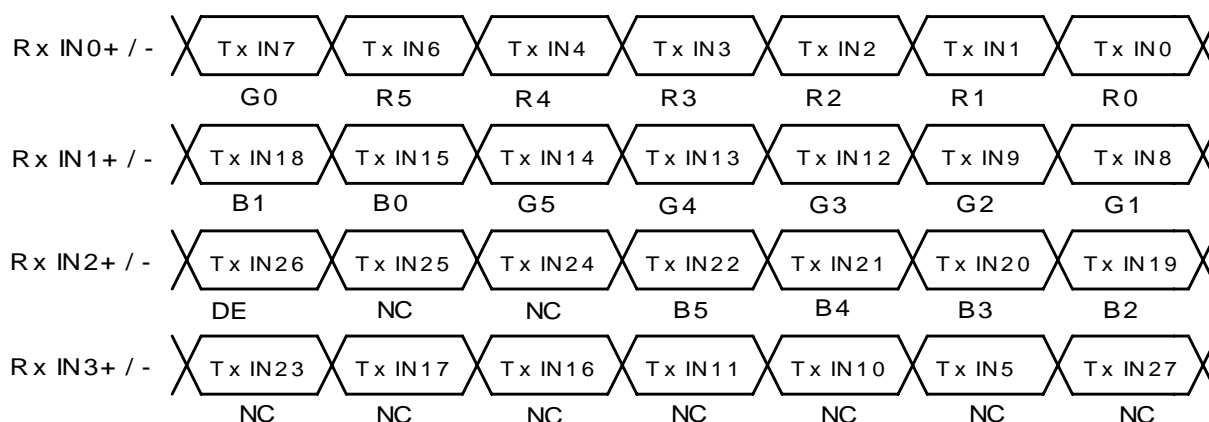 Rx IN0+ / - Tx IN7 Tx IN6 Tx IN4 Tx IN3 Tx IN2 Tx IN1 Tx IN0
G0 R5 R4 R3 R2 R1 R0
Rx IN1+ / - Tx IN18 Tx IN15 Tx IN14 Tx IN13 Tx IN12 Tx IN9 Tx IN8
B1 B0 G5 G4 G3 G2 G1
Rx IN2+ / - Tx IN26 Tx IN25 Tx IN24 Tx IN22 Tx IN21 Tx IN20 Tx IN19
DE NC NC B5 B4 B3 B2
Rx IN3+ / - Tx IN23 Tx IN17 Tx IN16 Tx IN11 Tx IN10 Tx IN5 Tx IN27
NC NC NC NC NC NC NC